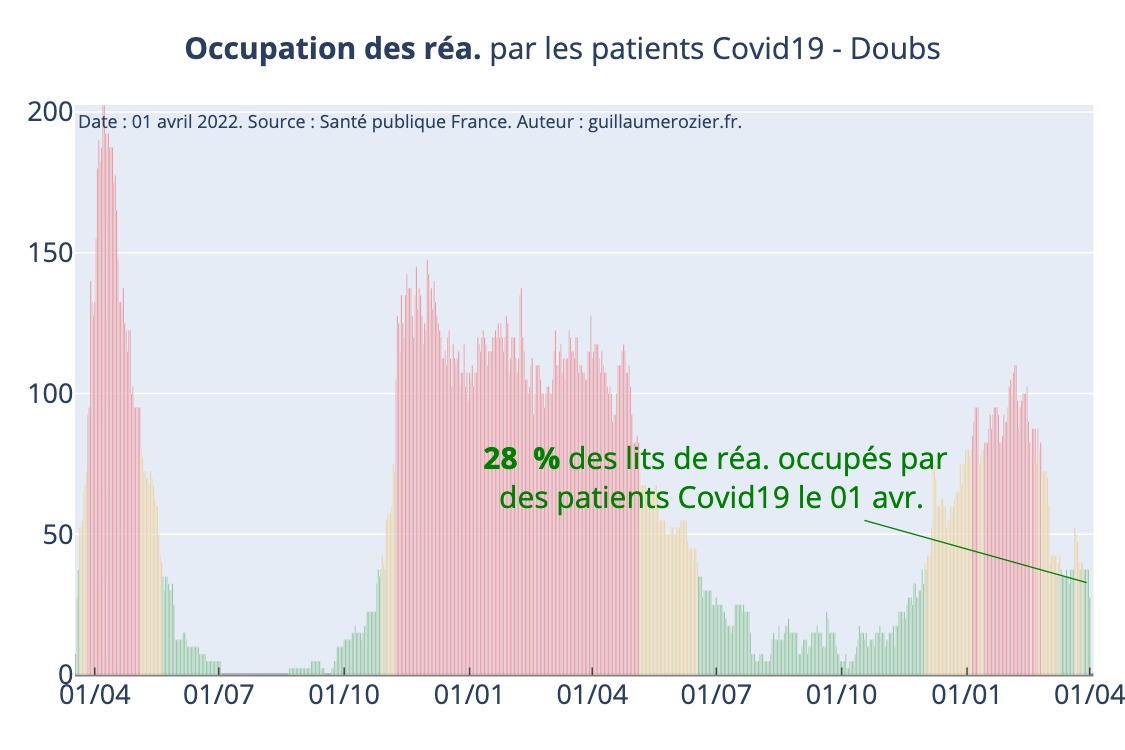 Occupation des réa. par les patients Covid19 - Doubs
200
Date : 01 avril 2022. Source : Santé publique France. Auteur : guillaumerozier.fr.
150
100
28 % des lits de réa. occupés par
des patients Covid19 le 01 avr.
50
0
01/04 01/07 01/10 01/01 01/04 01/07 01/10 01/01 01/04